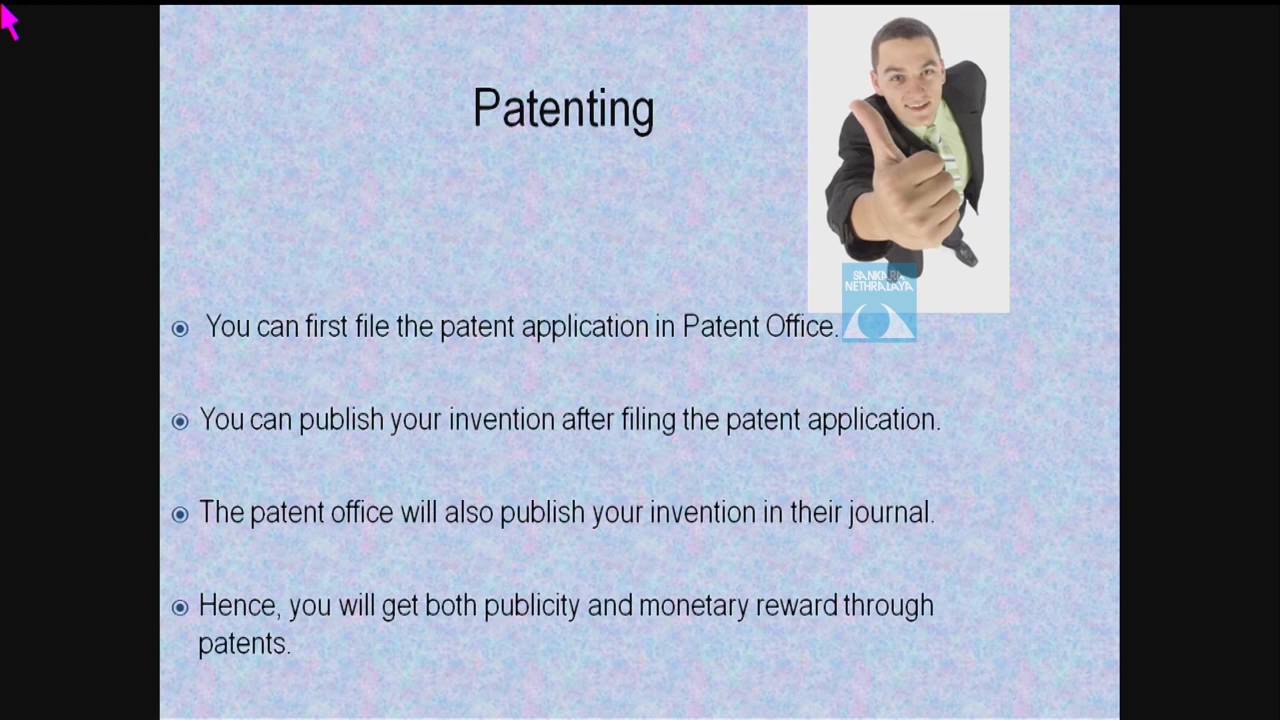 Patenting
SANKARA
NETHRALAYA
You can first file the patent application in Patent Office.
You can publish your invention after filing the patent application.
The patent office will also publish your invention in their journal.
Hence, you will get both publicity and monetary reward through
patents.